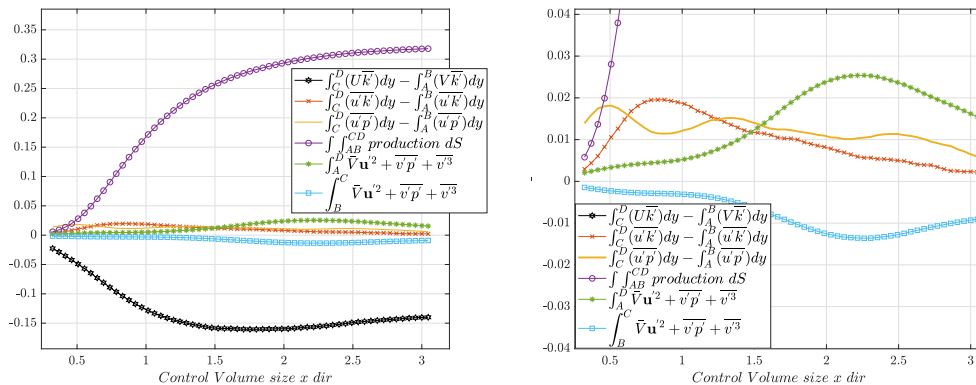 0.35
0.3
0.25
0.2
0.15
0.1
0.05
0
-0.05
-0.1
-0.15
0.5 1 1.5 2 2.5 3
Control Volume size x dir
∫_C^D(U\overline{k'})dy − ∫_A^B(V\overline{k'})dy
∫_C^D(\overline{u'k'})dy − ∫_A^B(\overline{u'k'})dy
∫_C^D(\overline{u'p'})dy − ∫_A^B(\overline{u'p'})dy
∫ ∫_{AB}^{CD} production dS
∫_A^D \bar{V}u'^2 + \overline{v'p'} + \overline{v'^3}
∫_B^C \bar{V}u'^2 + \overline{v'p'} + \overline{v'^3}
0.04
0.03
0.02
0.01
0
-0.01
-0.02
-0.03
-0.04
-
0.5 1 1.5 2 2.5 3
Control Volume size x dir
∫_C^D(U\overline{k'})dy − ∫_A^B(V\overline{k'})dy
∫_C^D(\overline{u'k'})dy − ∫_A^B(\overline{u'k'})dy
∫_C^D(\overline{u'p'})dy − ∫_A^B(\overline{u'p'})dy
∫ ∫_{AB}^{CD} production dS
∫_A^D \bar{V}u'^2 + \overline{v'p'} + \overline{v'^3}
∫_B^C \bar{V}u'^2 + \overline{v'p'} + \overline{v'^3}